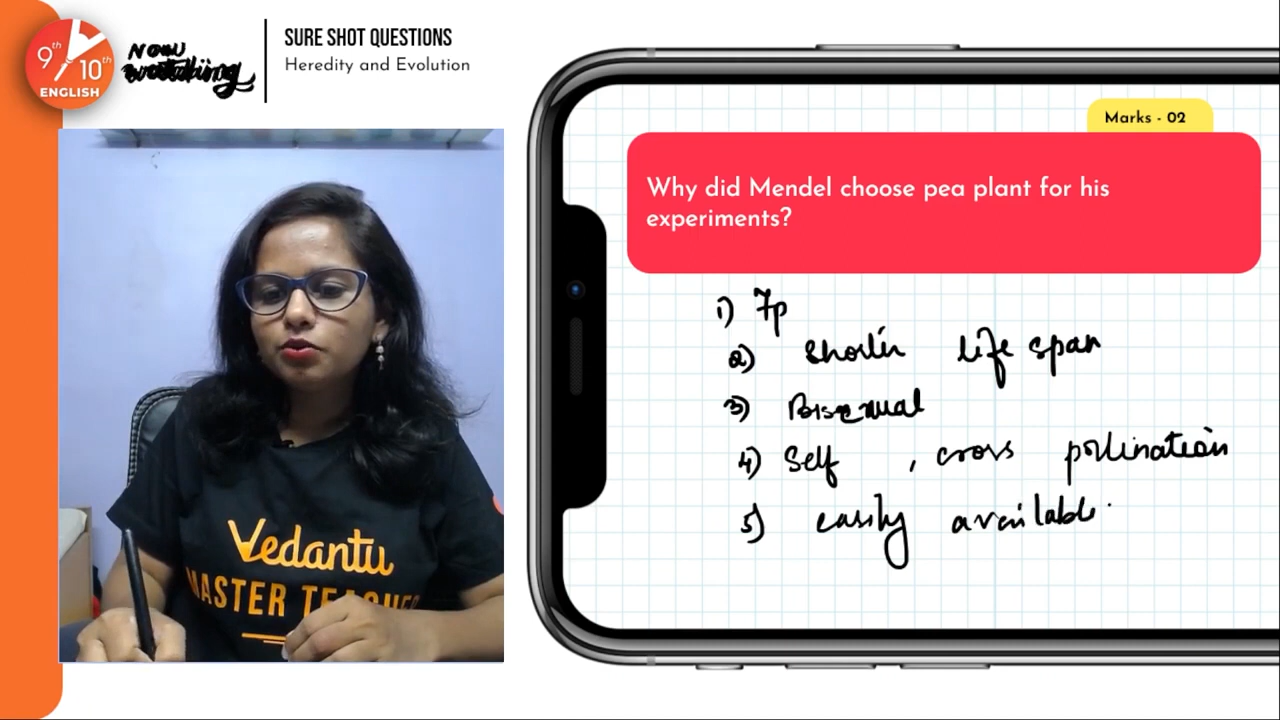 9th 10th
ENGLISH
Now watching
SURE SHOT QUESTIONS
Heredity and Evolution
Marks - 02
Why did Mendel choose pea plant for his
experiments?
1) 7p
2) Shorter life span
3) Bisexual
4) Self , cross pollination
5) easily available.
Vedantu
MASTER TEACHER